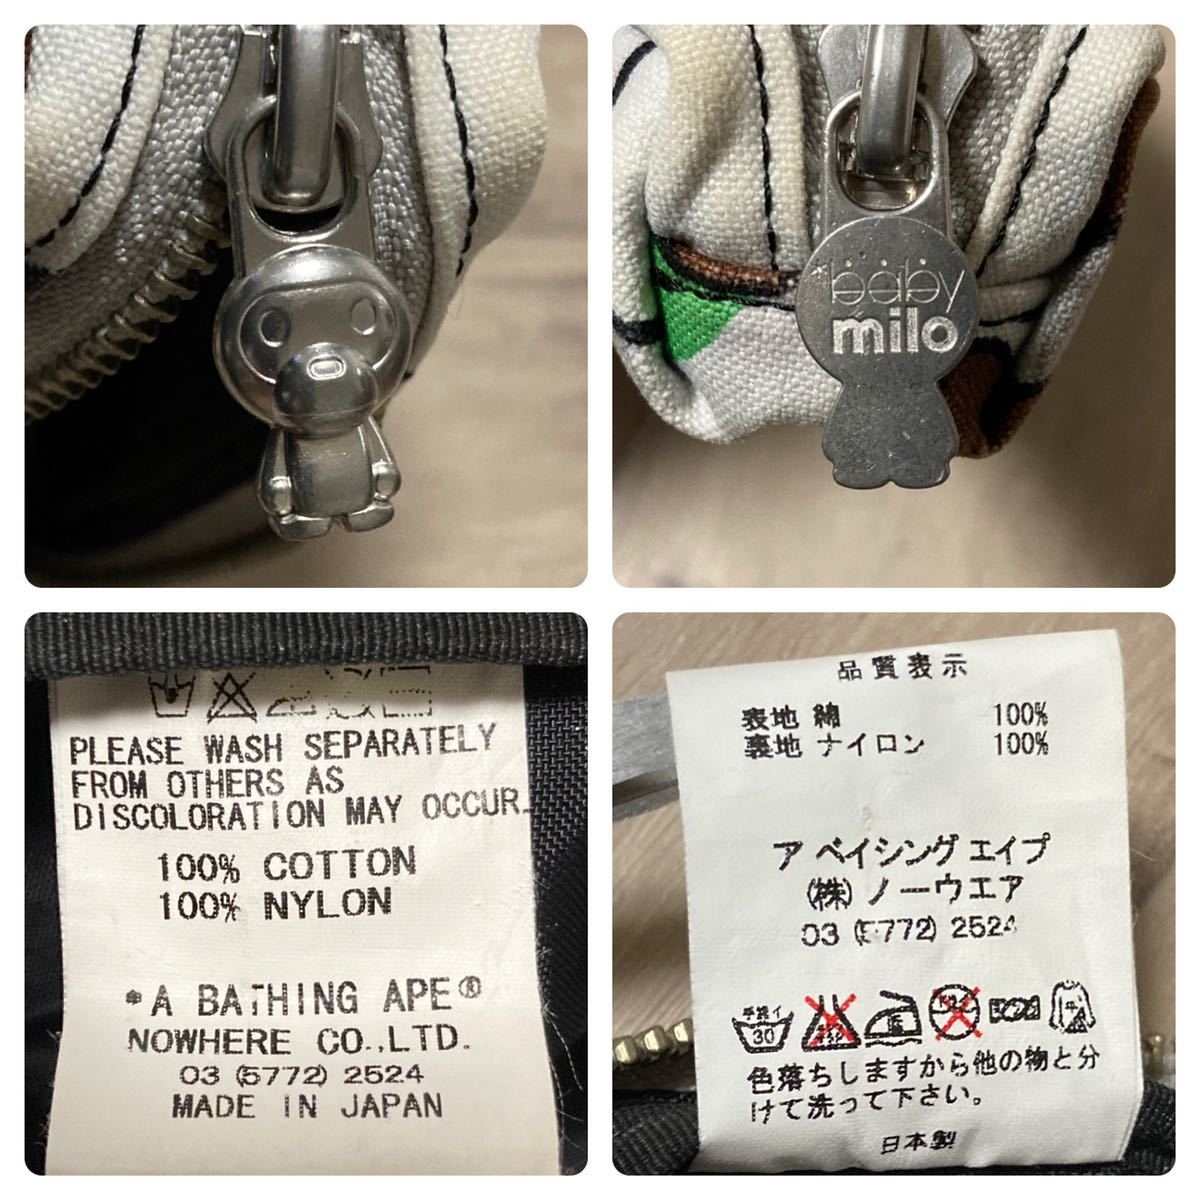 *baby
milo
PLEASE WASH SEPARATELY
FROM OTHERS AS
DISCOLORATION MAY OCCUR.
100% COTTON
100% NYLON
*A BATHING APE®
NOWHERE CO.,LTD.
03 (5772) 2524
MADE IN JAPAN
品質表示
表地 綿 100%
裏地 ナイロン 100%
ア ベイシング エイプ
(株) ノーウエア
03 (5772) 2524
手洗イ
30
色落ちしますから他の物と分
けて洗って下さい。
日本製